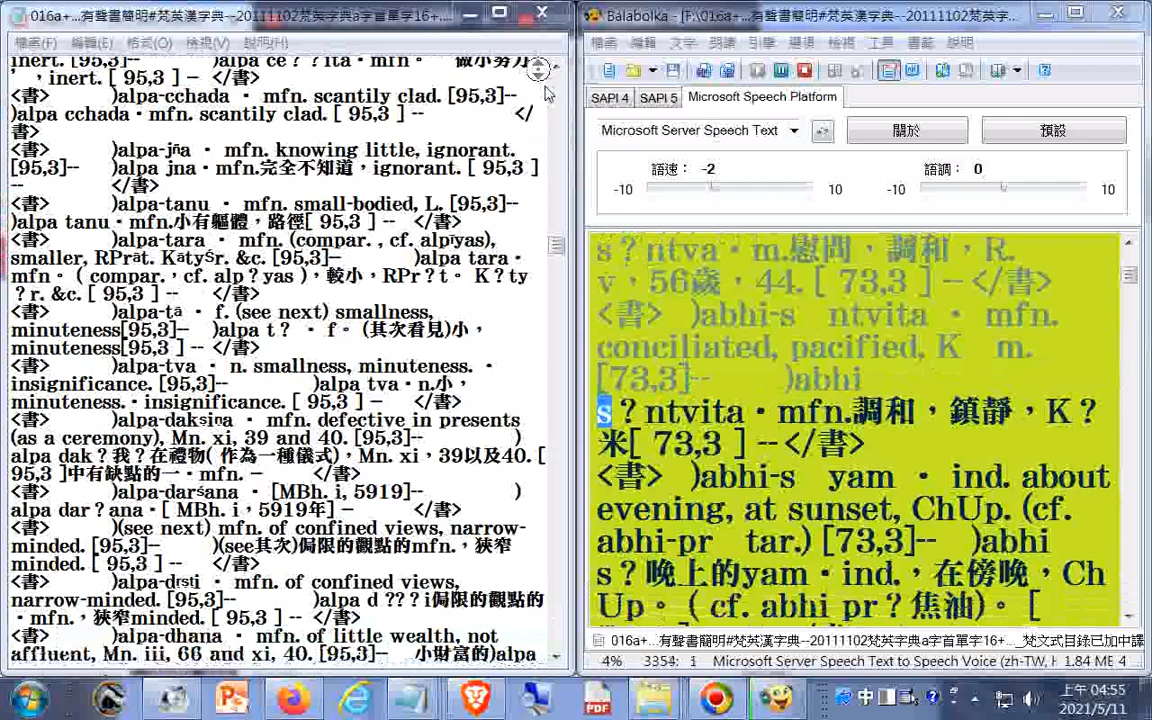 016a+...有聲書簡明#梵英漢字典--20111102梵英字典a字首單字16+...
檔案(F) 編輯(E) 格式(O) 檢視(V) 說明(H)
inert. [95,3]-- )alpa ce？？ita‧mfn。 做小努力
，inert. [ 95,3 ] -- </書>
<書> )alpa-cchada ‧ mfn. scantily clad. [95,3]--
)alpa cchada‧mfn. scantily clad. [ 95,3 ] -- </
書>
<書> )alpa-jña ‧ mfn. knowing little, ignorant.
[95,3]-- )alpa jna‧mfn.完全不知道，ignorant. [ 95,3 ]
-- </書>
<書> )alpa-tanu ‧ mfn. small-bodied, L. [95,3]--
)alpa tanu‧mfn.小有軀體，路徑[ 95,3 ] -- </書>
<書> )alpa-tara ‧ mfn. (compar. , cf. alpīyas),
smaller, RPrāt. KātyŚr. &c. [95,3]-- )alpa tara‧
mfn。 ( compar.，cf. alp？yas )，較小，RPr？t。 K？ty
？r. &c. [ 95,3 ] -- </書>
<書> )alpa-tā ‧ f. (see next) smallness,
minuteness[95,3]-- )alpa t？ ‧ f。 (其次看見)小，
minuteness[95,3 ] -- </書>
<書> )alpa-tva ‧ n. smallness, minuteness. ‧
insignificance. [95,3]-- )alpa tva‧n.小，
minuteness.‧insignificance. [ 95,3 ] -- </書>
<書> )alpa-dakṣiṇa ‧ mfn. defective in presents
(as a ceremony), Mn. xi, 39 and 40. [95,3]-- )
alpa dak？我？在禮物( 作為一種儀式)，Mn. xi，39以及40. [
95,3 ]中有缺點的一‧mfn. -- </書>
<書> )alpa-darśana ‧ [MBh. i, 5919]-- )
alpa dar？ana‧[ MBh. i，5919年] -- </書>
<書> )(see next) mfn. of confined views, narrow-
minded. [95,3]-- )(see其次)侷限的觀點的mfn.，狹窄
minded. [ 95,3 ] -- </書>
<書> )alpa-dṛṣṭi ‧ mfn. of confined views,
narrow-minded. [95,3]-- )alpa d ???i侷限的觀點的
‧mfn.，狹窄minded. [ 95,3 ] -- </書>
<書> )alpa-dhana ‧ mfn. of little wealth, not
affluent, Mn. iii, 66 and xi, 40. [95,3]-- 小財富的)alpa
Balabolka - [F:\016a+...有聲書簡明#梵英漢字典--20111102梵英字...
檔案 編輯 文字 朗讀 引擎 選項 檢視 工具 書籤 說明
SAPI 4 SAPI 5 Microsoft Speech Platform
Microsoft Server Speech Text 關於 預設
語速： -2 語調： 0
-10 10 -10 10
s？ntva‧m.慰問，調和，R.
v，56歲，44. [ 73,3 ] --</書>
<書> )abhi-s ntvita ‧ mfn.
conciliated, pacified, K m.
[73,3]-- )abhi
s？ntvita‧mfn.調和，鎮靜，K？
米[ 73,3 ] --</書>
<書> )abhi-s yam ‧ ind. about
evening, at sunset, ChUp. (cf.
abhi-pr tar.) [73,3]-- )abhi
s？晚上的yam‧ind.，在傍晚，Ch
Up。 ( cf. abhi pr？焦油)。 [
016a+...有聲書簡明#梵英漢字典--20111102梵英字典a字首單字16+..._梵文式目錄已加中譯
4% 3354: 1 Microsoft Server Speech Text to Speech Voice (zh-TW, H 1.84 MB 4
中
上午 04:55
2021/5/11